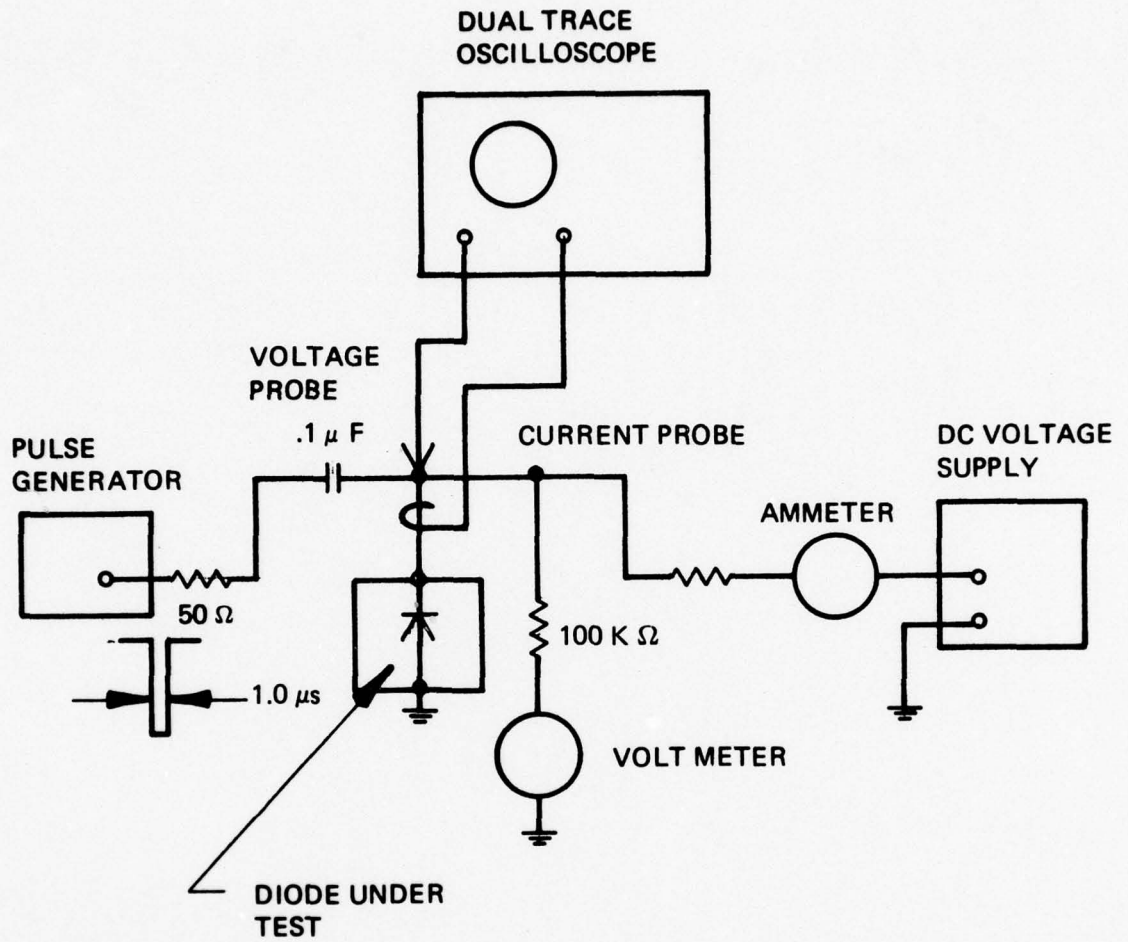 DUAL TRACE
OSCILLOSCOPE
VOLTAGE
PROBE
.1 μ F
CURRENT PROBE
PULSE
GENERATOR
DC VOLTAGE
SUPPLY
AMMETER
50 Ω
100 K Ω
1.0 μs
VOLT METER
DIODE UNDER
TEST